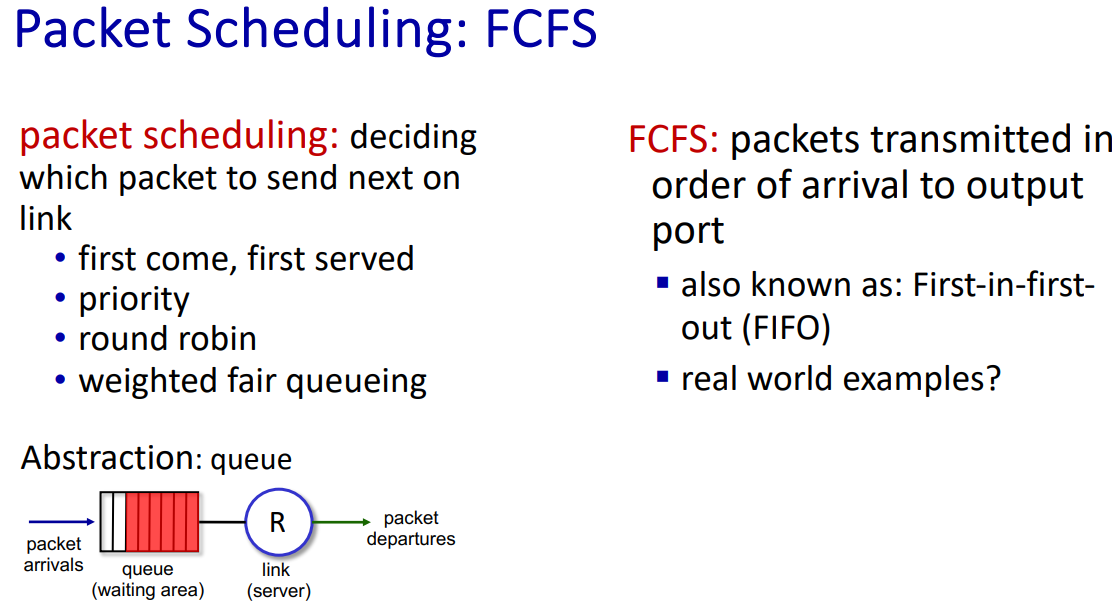 Packet Scheduling: FCFS
packet scheduling: deciding
which packet to send next on
link
• first come, first served
• priority
• round robin
• weighted fair queueing
Abstraction: queue
packet
arrivals
queue
(waiting area)
R
link
(server)
packet
departures
FCFS: packets transmitted in
order of arrival to output
port
▪ also known as: First-in-first-
out (FIFO)
▪ real world examples?